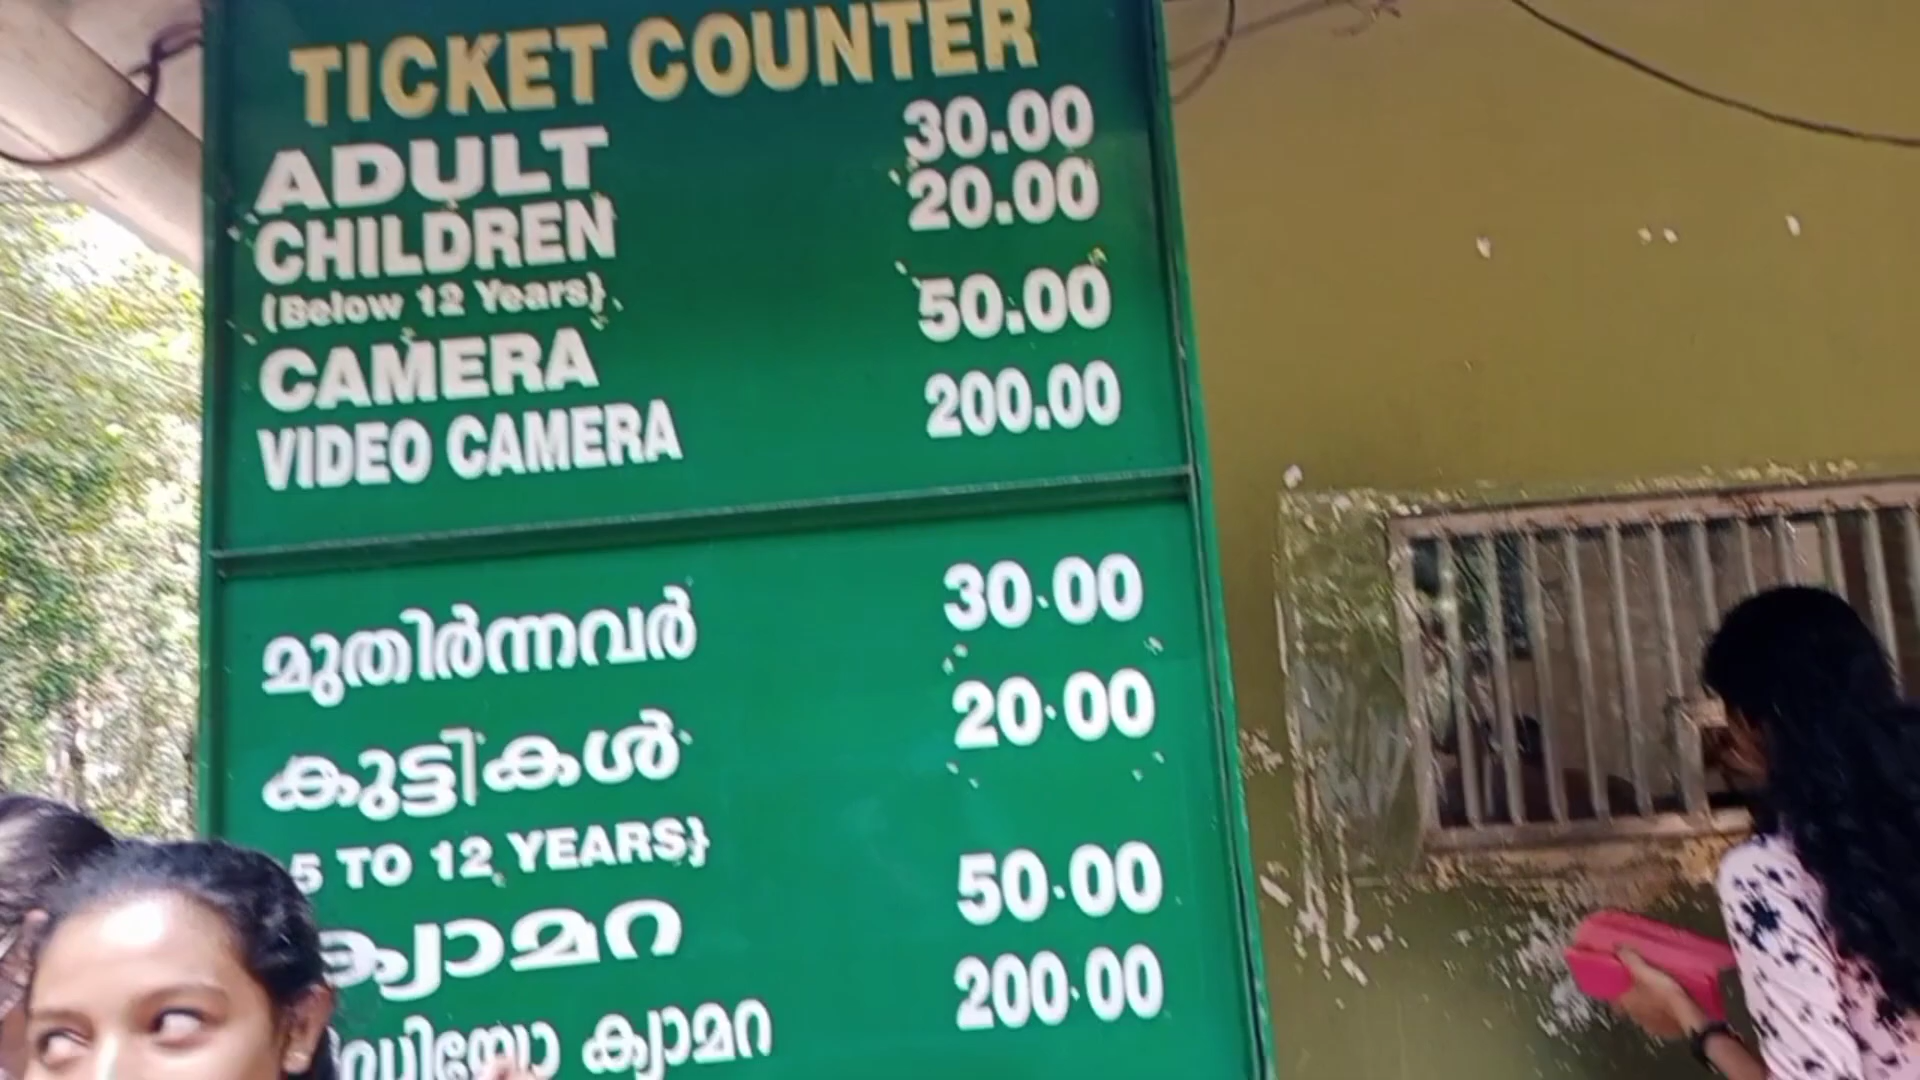 TICKET COUNTER
ADULT 30.00
CHILDREN 20.00
{Below 12 Years}
CAMERA 50.00
VIDEO CAMERA 200.00
മുതിർന്നവർ 30.00
കുട്ടികൾ 20.00
5 TO 12 YEARS}
ക്യാമറ 50.00
ഡിയോ ക്യാമറ 200.00